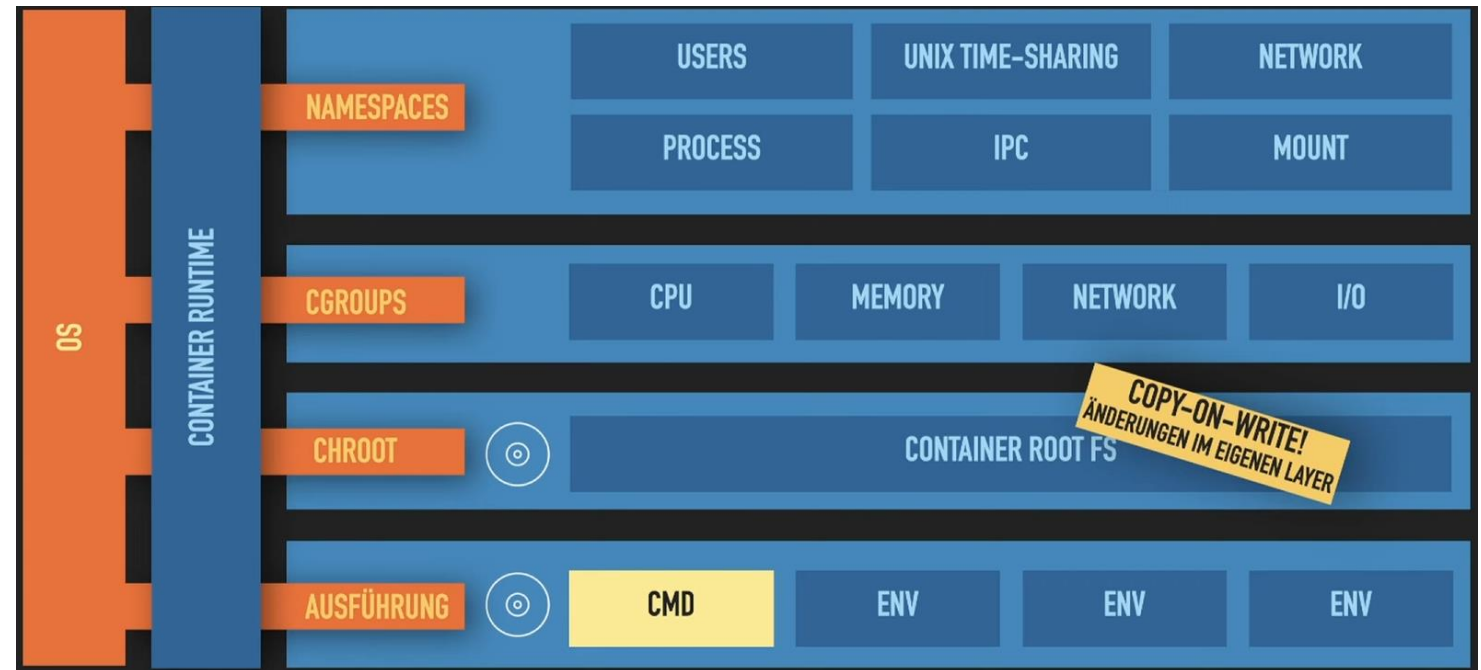 OS
CONTAINER RUNTIME
NAMESPACES
USERS
UNIX TIME-SHARING
NETWORK
PROCESS
IPC
MOUNT
CGROUPS
CPU
MEMORY
NETWORK
I/O
CHROOT
CONTAINER ROOT FS
COPY-ON-WRITE!
ÄNDERUNGEN IM EIGENEN LAYER
AUSFÜHRUNG
CMD
ENV
ENV
ENV